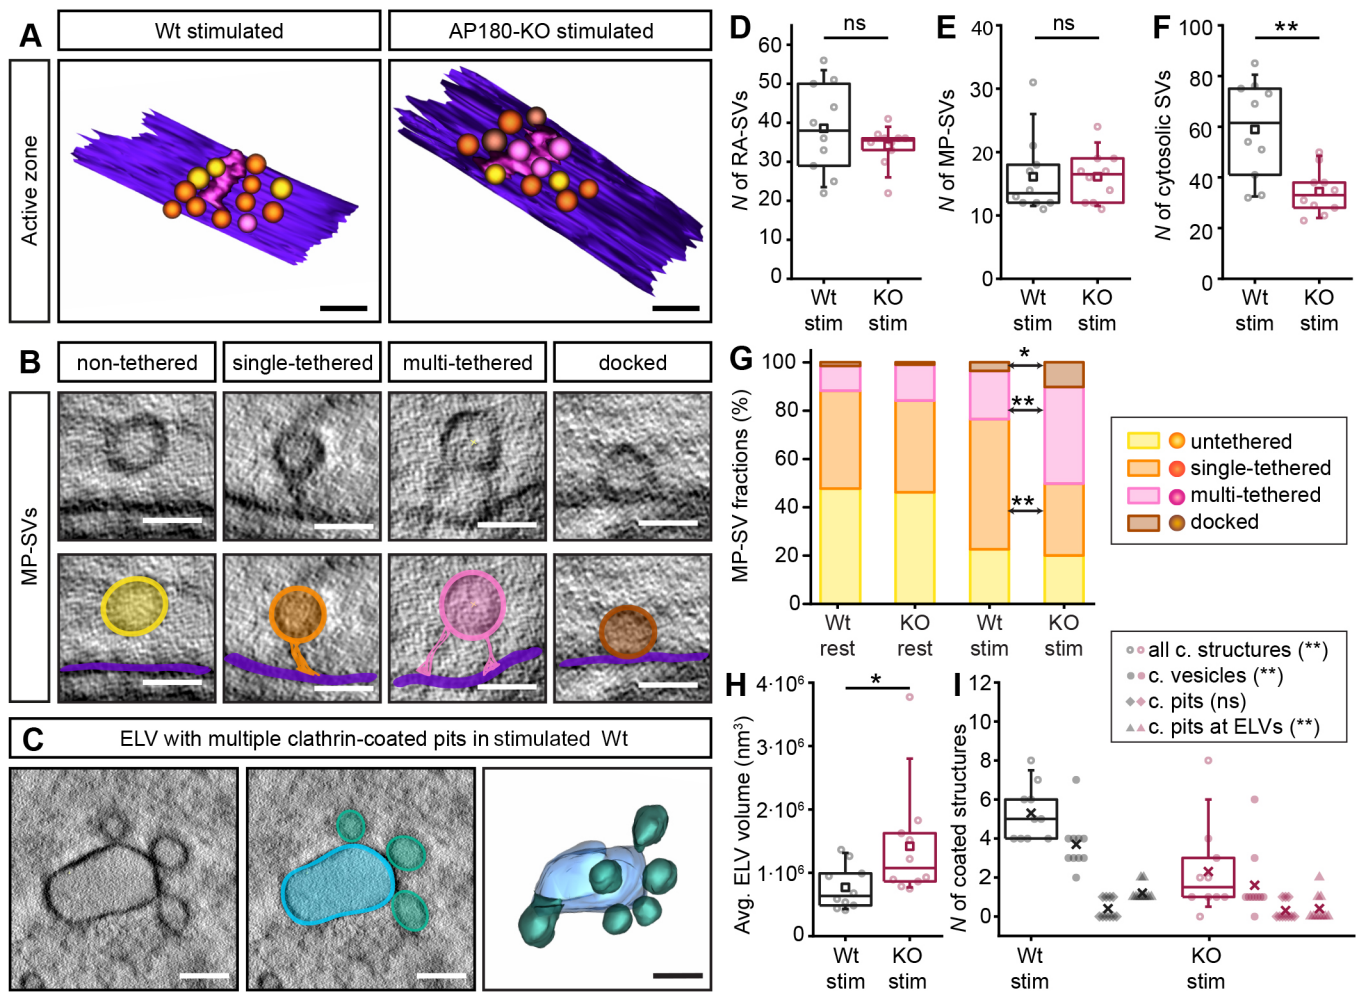 A
Wt stimulated
AP180-KO stimulated
Active zone
B
non-tethered
single-tethered
multi-tethered
docked
MP-SVs
C
ELV with multiple clathrin-coated pits in stimulated Wt
D
ns
N of RA-SVs
60
50
40
30
20
10
0
Wt
stim
KO
stim
E
ns
N of MP-SVs
40
30
20
10
0
Wt
stim
KO
stim
F
**
N of cytosolic SVs
100
80
60
40
20
0
Wt
stim
KO
stim
G
MP-SV fractions (%)
100
80
60
40
20
0
*
**
**
Wt
rest
KO
rest
Wt
stim
KO
stim
untethered
single-tethered
multi-tethered
docked
H
Avg. ELV volume (nm³)
4·10⁶
3·10⁶
2·10⁶
1·10⁶
0
*
Wt
stim
KO
stim
I
N of coated structures
12
10
8
6
4
2
0
Wt
stim
KO
stim
all c. structures (**)
c. vesicles (**)
c. pits (ns)
c. pits at ELVs (**)